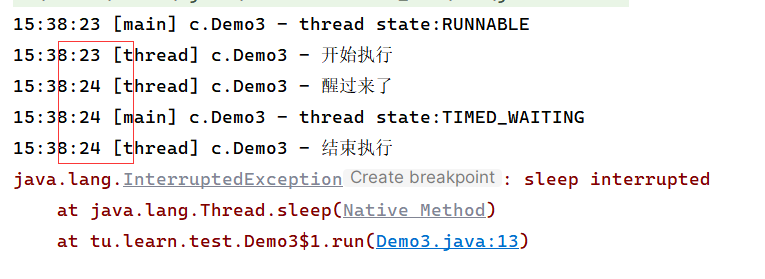 15:38:23 [main] c.Demo3 - thread state:RUNNABLE
15:38:23 [thread] c.Demo3 - 开始执行
15:38:24 [thread] c.Demo3 - 醒过来了
15:38:24 [main] c.Demo3 - thread state:TIMED_WAITING
15:38:24 [thread] c.Demo3 - 结束执行
java.lang.InterruptedException Create breakpoint : sleep interrupted
at java.lang.Thread.sleep(Native Method)
at tu.learn.test.Demo3$1.run(Demo3.java:13)